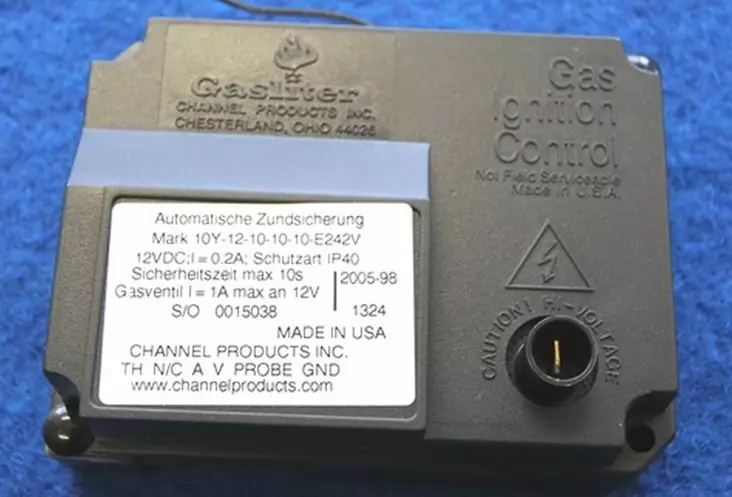 Gasliter
CHANNEL PRODUCTS INC.
CHESTERLAND, OHIO 44026
Gas
Ignition
Control
Not Field Serviceable
Made in U.S.A.
Automatische Zundsicherung
Mark 10Y-12-10-10-10-E242V
12VDC;I = 0.2A; Schutzart IP40
Sicherheitszeit max 10s
2005-98
Gasventil I = 1A max an 12V
S/O 0015038
1324
MADE IN USA
CHANNEL PRODUCTS INC.
TH N/C A V PROBE GND
www.channelproducts.com
CAUTION! HI-VOLTAGE